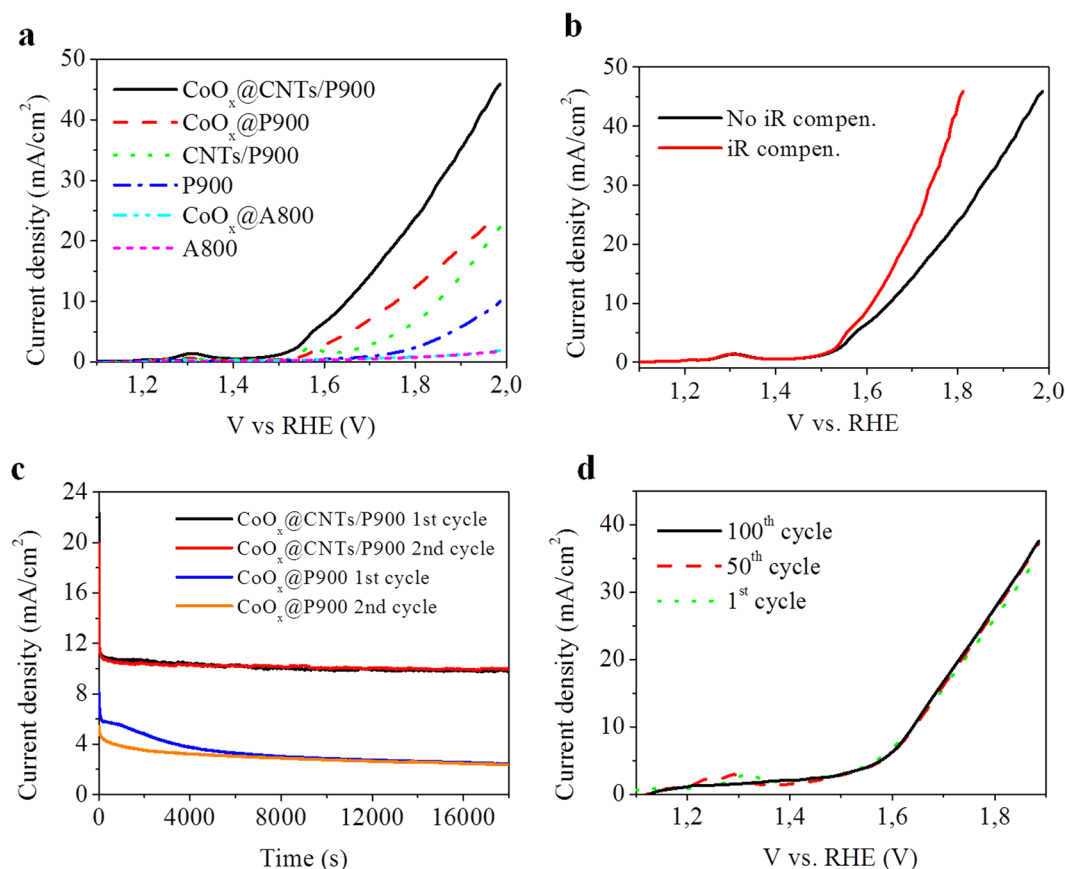 a
Current density (mA/cm²)
50
40
30
20
10
0
CoOₓ@CNTs/P900
CoOₓ@P900
CNTs/P900
P900
CoOₓ@A800
A800
1,2
1,4
1,6
1,8
2,0
V vs RHE (V)
b
Current density (mA/cm²)
50
40
30
20
10
0
No iR compen.
iR compen.
1,2
1,4
1,6
1,8
2,0
V vs. RHE
c
Current density (mA/cm²)
24
20
16
12
8
4
0
CoOₓ@CNTs/P900 1st cycle
CoOₓ@CNTs/P900 2nd cycle
CoOₓ@P900 1st cycle
CoOₓ@P900 2nd cycle
0
4000
8000
12000
16000
Time (s)
d
Current density (mA/cm²)
40
30
20
10
0
100th cycle
50th cycle
1st cycle
1,2
1,4
1,6
1,8
V vs. RHE (V)